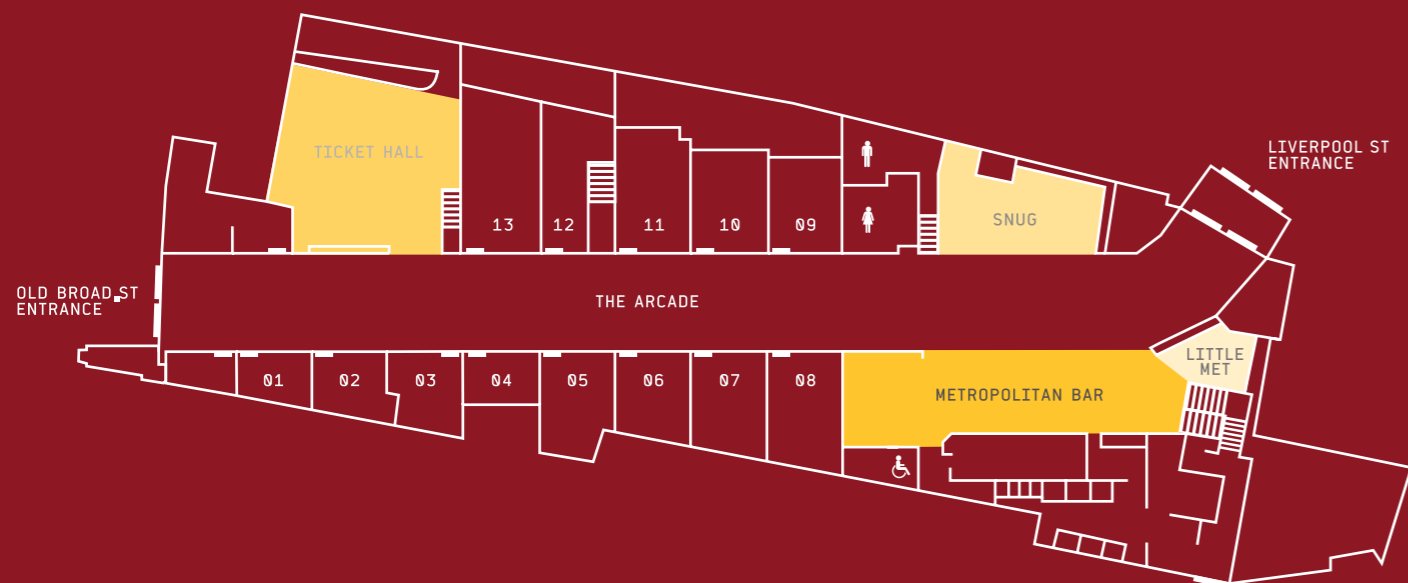 LIVERPOOL ST
ENTRANCE
TICKET HALL
13
12
11
10
09
SNUG
OLD BROAD ST
ENTRANCE
THE ARCADE
01
02
03
04
05
06
07
08
METROPOLITAN BAR
LITTLE
MET